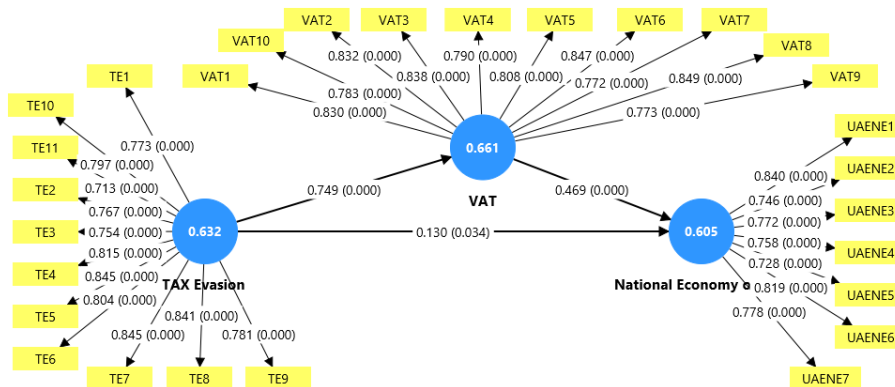 VAT2
VAT3
VAT4
VAT5
VAT6
VAT7
VAT10
VAT8
VAT1
VAT9
0.832 (0.000)
0.838 (0.000)
0.790 (0.000)
0.808 (0.000)
0.847 (0.000)
0.772 (0.000)
0.849 (0.000)
0.773 (0.000)
0.783 (0.000)
0.830 (0.000)
TE1
TE10
TE11
TE2
TE3
TE4
TE5
TE6
TE7
TE8
TE9
0.773 (0.000)
0.797 (0.000)
0.713 (0.000)
0.767 (0.000)
0.754 (0.000)
0.815 (0.000)
0.845 (0.000)
0.804 (0.000)
0.845 (0.000)
0.841 (0.000)
0.781 (0.000)
0.632
TAX Evasion
0.749 (0.000)
0.661
VAT
0.469 (0.000)
0.130 (0.034)
0.605
National Economy o
0.840 (0.000)
0.746 (0.000)
0.772 (0.000)
0.758 (0.000)
0.728 (0.000)
0.819 (0.000)
0.778 (0.000)
UAENE1
UAENE2
UAENE3
UAENE4
UAENE5
UAENE6
UAENE7